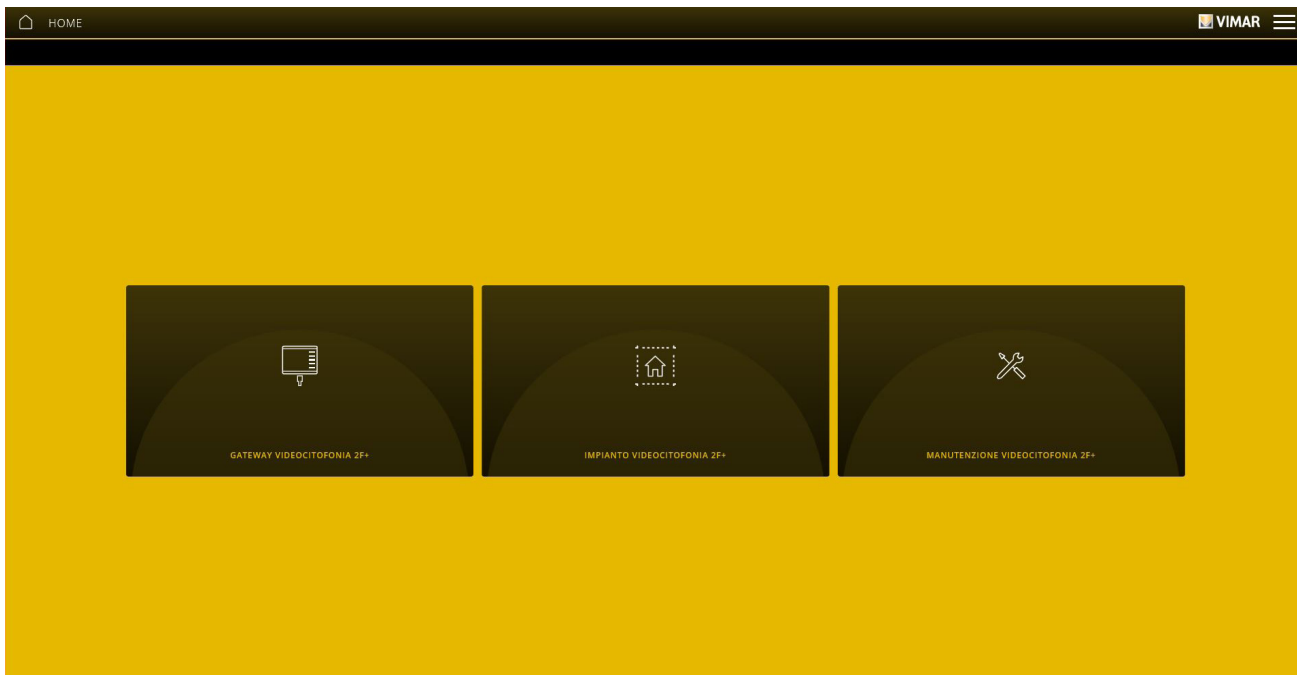 HOME
VIMAR
GATEWAY VIDEOCITOFONIA 2F+
IMPIANTO VIDEOCITOFONIA 2F+
MANUTENZIONE VIDEOCITOFONIA 2F+